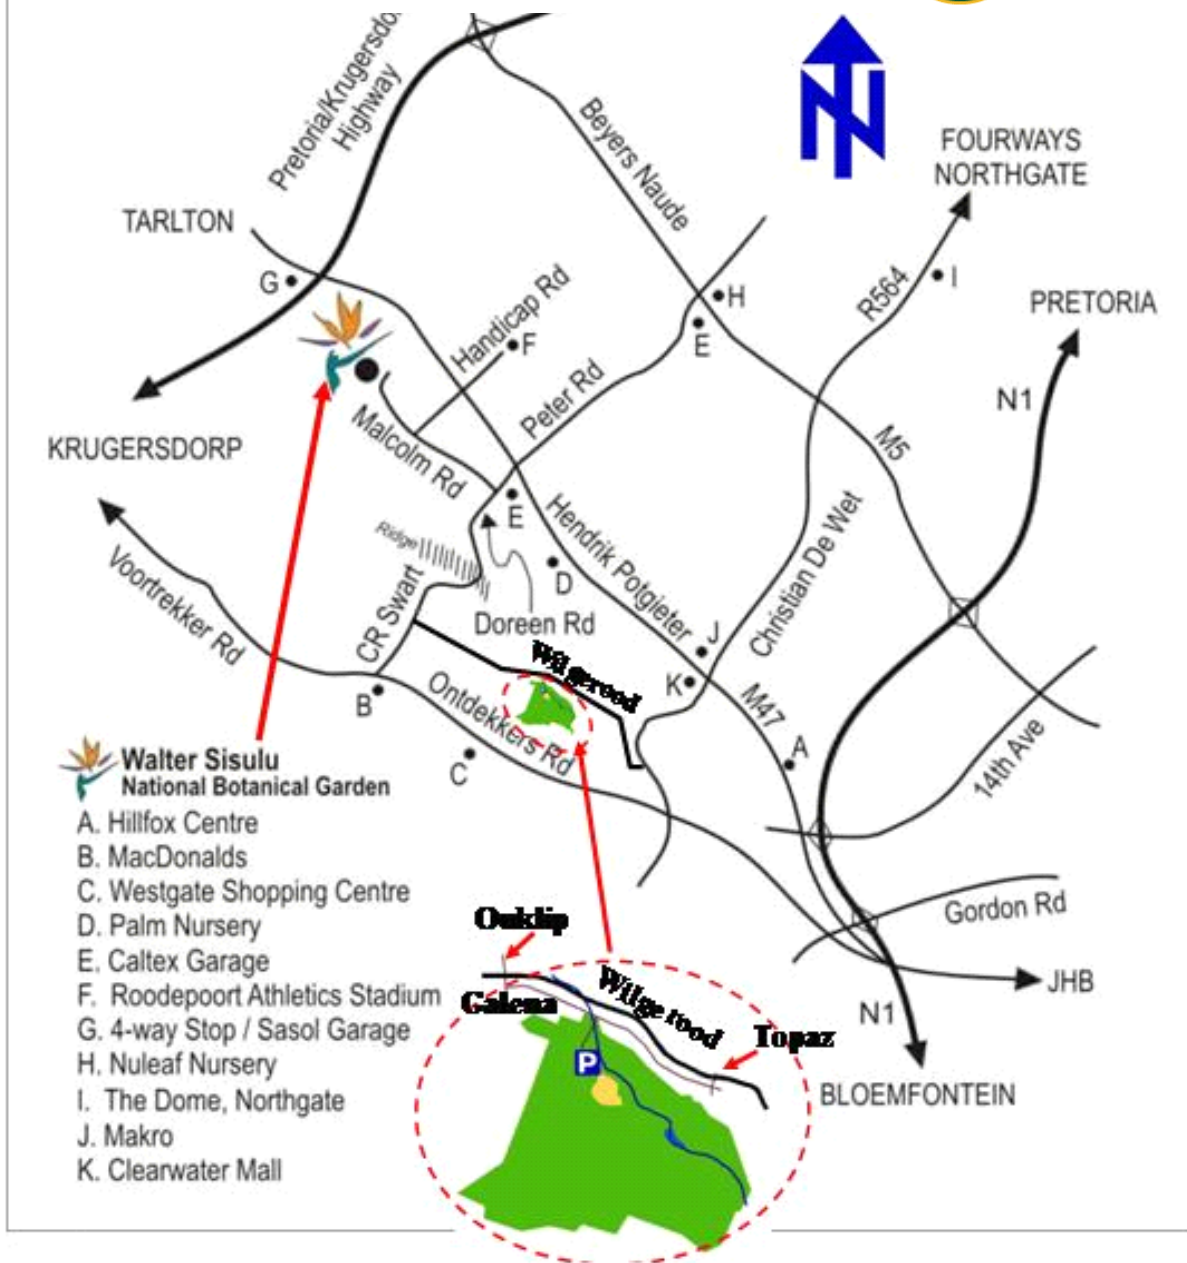 Pretoria/Krugersdo
Highway
Beyers Naude
N
FOURWAYS
NORTHGATE
TARLTON
G
Handicap Rd
F
H
E
R564
I
PRETORIA
N1
Peter Rd
KRUGERSDORP
Malcolm Rd
M5
E
Ridge
Hendrik Potgieter
D
Christian De Wet
Voortrekker Rd
CR Swart
Doreen Rd
J
Wilgerood
K
B
Ontdekkers Rd
M47
A
C
14th Ave
Walter Sisulu
National Botanical Garden
A. Hillfox Centre
B. MacDonalds
C. Westgate Shopping Centre
D. Palm Nursery
E. Caltex Garage
F. Roodepoort Athletics Stadium
G. 4-way Stop / Sasol Garage
H. Nuleaf Nursery
I. The Dome, Northgate
J. Makro
K. Clearwater Mall
Gordon Rd
JHB
N1
BLOEMFONTEIN
Ouklip
Galena
Wilge rood
Topaz
P